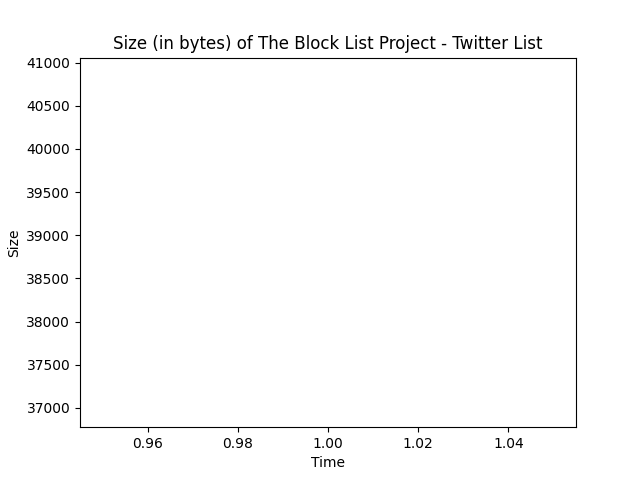 Size (in bytes) of The Block List Project - Twitter List
41000
40500
40000
39500
39000
38500
38000
37500
37000
Size
0.96 0.98 1.00 1.02 1.04
Time